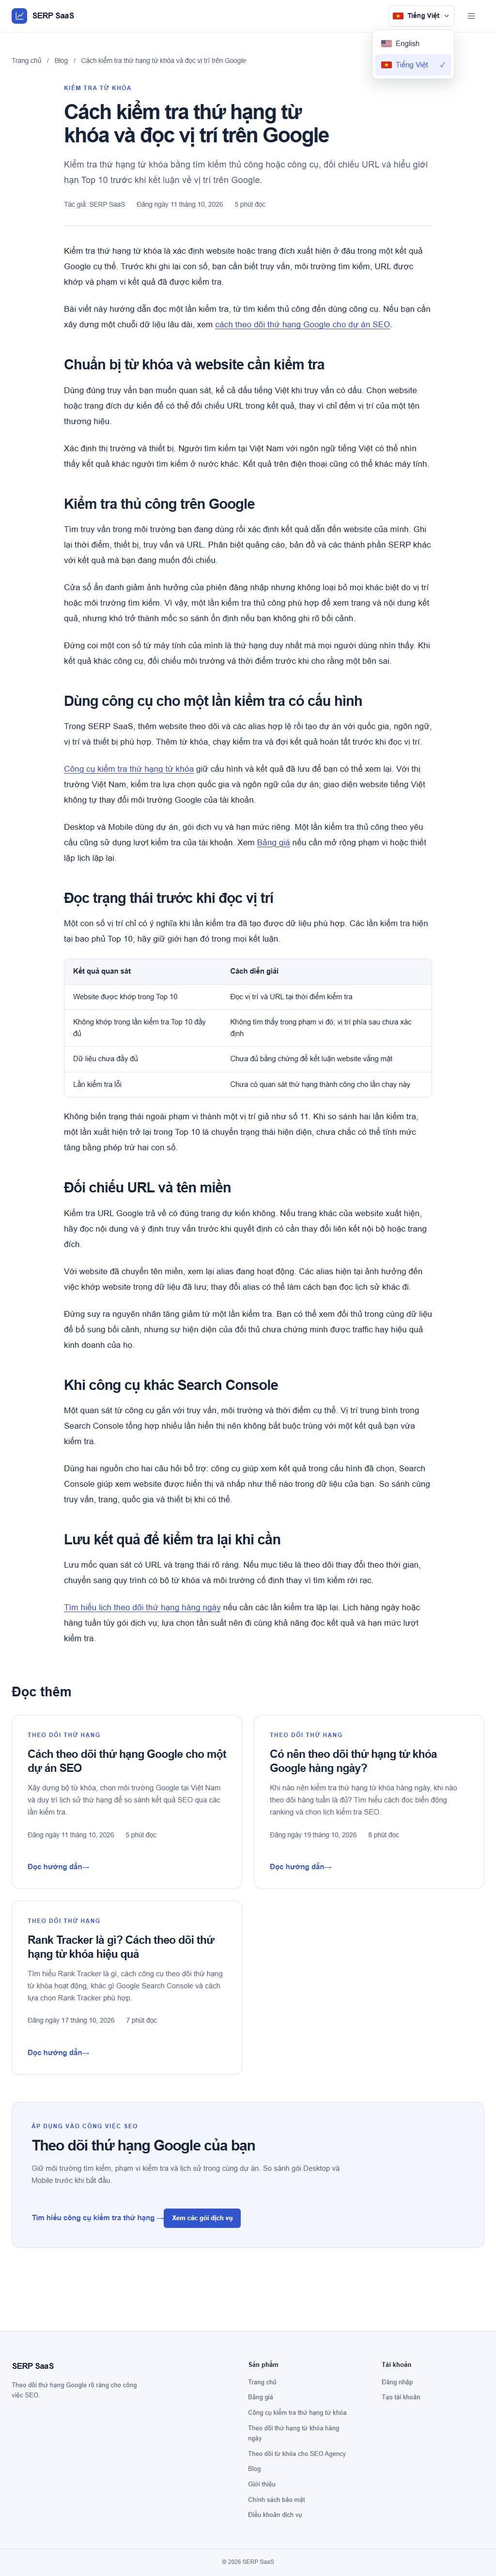 SERP SaaS
Tiếng Việt
English
Tiếng Việt ✓
Trang chủ / Blog / Cách kiểm tra thứ hạng từ khóa và đọc vị trí trên Google
KIỂM TRA TỪ KHÓA
Cách kiểm tra thứ hạng từ
khóa và đọc vị trí trên Google
Kiểm tra thứ hạng từ khóa bằng tìm kiếm thủ công hoặc công cụ, đối chiếu URL và hiểu giới
hạn Top 10 trước khi kết luận về vị trí trên Google.
Tác giả: SERP SaaS Đăng ngày 11 tháng 10, 2026 5 phút đọc
Kiểm tra thứ hạng từ khóa là xác định website hoặc trang đích xuất hiện ở đâu trong một kết quả
Google cụ thể. Trước khi ghi lại con số, bạn cần biết truy vấn, môi trường tìm kiếm, URL được
khớp và phạm vi kết quả đã được kiểm tra.
Bài viết này hướng dẫn đọc một lần kiểm tra, từ tìm kiếm thủ công đến dùng công cụ. Nếu bạn cần
xây dựng một chuỗi dữ liệu lâu dài, xem cách theo dõi thứ hạng Google cho dự án SEO.
Chuẩn bị từ khóa và website cần kiểm tra
Dùng đúng truy vấn bạn muốn quan sát, kể cả dấu tiếng Việt khi truy vấn có dấu. Chọn website
hoặc trang đích dự kiến để có thể đối chiếu URL trong kết quả, thay vì chỉ đếm vị trí của một tên
thương hiệu.
Xác định thị trường và thiết bị. Người tìm kiếm tại Việt Nam với ngôn ngữ tiếng Việt có thể nhìn
thấy kết quả khác người tìm kiếm ở nước khác. Kết quả trên điện thoại cũng có thể khác máy tính.
Kiểm tra thủ công trên Google
Tìm truy vấn trong môi trường bạn đang dùng rồi xác định kết quả dẫn đến website của mình. Ghi
lại thời điểm, thiết bị, truy vấn và URL. Phân biệt quảng cáo, bản đồ và các thành phần SERP khác
với kết quả mà bạn đang muốn đối chiếu.
Cửa sổ ẩn danh giảm ảnh hưởng của phiên đăng nhập nhưng không loại bỏ mọi khác biệt do vị trí
hoặc môi trường tìm kiếm. Vì vậy, một lần kiểm tra thủ công phù hợp để xem trang và nội dung kết
quả, nhưng khó trở thành mốc so sánh ổn định nếu bạn không ghi rõ bối cảnh.
Đừng coi một con số từ máy tính của mình là thứ hạng duy nhất mà mọi người dùng nhìn thấy. Khi
kết quả khác công cụ, đối chiếu môi trường và thời điểm trước khi cho rằng một bên sai.
Dùng công cụ cho một lần kiểm tra có cấu hình
Trong SERP SaaS, thêm website theo dõi và các alias hợp lệ rồi tạo dự án với quốc gia, ngôn ngữ,
vị trí và thiết bị phù hợp. Thêm từ khóa, chạy kiểm tra và đợi kết quả hoàn tất trước khi đọc vị trí.
Công cụ kiểm tra thứ hạng từ khóa giữ cấu hình và kết quả đã lưu để bạn có thể xem lại. Với thị
trường Việt Nam, kiểm tra lựa chọn quốc gia và ngôn ngữ của dự án; giao diện website tiếng Việt
không tự thay đổi môi trường Google của tài khoản.
Desktop và Mobile dùng dự án, gói dịch vụ và hạn mức riêng. Một lần kiểm tra thủ công theo yêu
cầu cũng sử dụng lượt kiểm tra của tài khoản. Xem Bảng giá nếu cần mở rộng phạm vi hoặc thiết
lập lịch lặp lại.
Đọc trạng thái trước khi đọc vị trí
Một con số vị trí chỉ có ý nghĩa khi lần kiểm tra đã tạo được dữ liệu phù hợp. Các lần kiểm tra hiện
tại bao phủ Top 10; hãy giữ giới hạn đó trong mọi kết luận.
Kết quả quan sát Cách diễn giải
Website được khớp trong Top 10 Đọc vị trí và URL tại thời điểm kiểm tra
Không khớp trong lần kiểm tra Top 10 đầy Không tìm thấy trong phạm vi đó; vị trí phía sau chưa xác
đủ định
Dữ liệu chưa đầy đủ Chưa đủ bằng chứng để kết luận website vắng mặt
Lần kiểm tra lỗi Chưa có quan sát thứ hạng thành công cho lần chạy này
Không biến trạng thái ngoài phạm vi thành một vị trí giả như số 11. Khi so sánh hai lần kiểm tra,
một lần xuất hiện trở lại trong Top 10 là chuyển trạng thái hiện diện, chưa chắc có thể tính mức
tăng bằng phép trừ hai con số.
Đối chiếu URL và tên miền
Kiểm tra URL Google trả về có đúng trang dự kiến không. Nếu trang khác của website xuất hiện,
hãy đọc nội dung và ý định truy vấn trước khi quyết định có cần thay đổi liên kết nội bộ hoặc trang
đích.
Với website đã chuyển tên miền, xem lại alias đang hoạt động. Các alias hiện tại ảnh hưởng đến
việc khớp website trong dữ liệu đã lưu; thay đổi alias có thể làm cách bạn đọc lịch sử khác đi.
Đừng suy ra nguyên nhân tăng giảm từ một lần kiểm tra. Bạn có thể xem đối thủ trong cùng dữ liệu
để bổ sung bối cảnh, nhưng sự hiện diện của đối thủ chưa chứng minh được traffic hay hiệu quả
kinh doanh của họ.
Khi công cụ khác Search Console
Một quan sát từ công cụ gắn với truy vấn, môi trường và thời điểm cụ thể. Vị trí trung bình trong
Search Console tổng hợp nhiều lần hiển thị nên không bắt buộc trùng với một kết quả bạn vừa
kiểm tra.
Dùng hai nguồn cho hai câu hỏi bổ trợ: công cụ giúp xem kết quả trong cấu hình đã chọn, Search
Console giúp xem website được hiển thị và nhấp như thế nào trong dữ liệu của bạn. So sánh cùng
truy vấn, trang, quốc gia và thiết bị khi có thể.
Lưu kết quả để kiểm tra lại khi cần
Lưu mốc quan sát có URL và trạng thái rõ ràng. Nếu mục tiêu là theo dõi thay đổi theo thời gian,
chuyển sang quy trình có bộ từ khóa và môi trường cố định thay vì tìm kiếm rời rạc.
Tìm hiểu lịch theo dõi thứ hạng hàng ngày nếu cần các lần kiểm tra lặp lại. Lịch hàng ngày hoặc
hàng tuần tùy gói dịch vụ; lựa chọn tần suất nên đi cùng khả năng đọc kết quả và hạn mức lượt
kiểm tra.
Đọc thêm
THEO DÕI THỨ HẠNG
Cách theo dõi thứ hạng Google cho một
dự án SEO
Xây dựng bộ từ khóa, chọn môi trường Google tại Việt Nam
và duy trì lịch sử thứ hạng để so sánh kết quả SEO qua các
lần kiểm tra.
Đăng ngày 11 tháng 10, 2026 5 phút đọc
Đọc hướng dẫn→
THEO DÕI THỨ HẠNG
Có nên theo dõi thứ hạng từ khóa
Google hàng ngày?
Khi nào nên kiểm tra thứ hạng từ khóa hàng ngày, khi nào
theo dõi hàng tuần là đủ? Tìm hiểu cách đọc biến động
ranking và chọn lịch kiểm tra SEO.
Đăng ngày 19 tháng 10, 2026 8 phút đọc
Đọc hướng dẫn→
THEO DÕI THỨ HẠNG
Rank Tracker là gì? Cách theo dõi thứ
hạng từ khóa hiệu quả
Tìm hiểu Rank Tracker là gì, cách công cụ theo dõi thứ hạng
từ khóa hoạt động, khác gì Google Search Console và cách
lựa chọn Rank Tracker phù hợp.
Đăng ngày 17 tháng 10, 2026 7 phút đọc
Đọc hướng dẫn→
ÁP DỤNG VÀO CÔNG VIỆC SEO
Theo dõi thứ hạng Google của bạn
Giữ môi trường tìm kiếm, phạm vi kiểm tra và lịch sử trong cùng dự án. So sánh gói Desktop và
Mobile trước khi bắt đầu.
Tìm hiểu công cụ kiểm tra thứ hạng → Xem các gói dịch vụ
SERP SaaS
Theo dõi thứ hạng Google rõ ràng cho công
việc SEO.
Sản phẩm
Trang chủ
Bảng giá
Công cụ kiểm tra thứ hạng từ khóa
Theo dõi thứ hạng từ khóa hàng
ngày
Theo dõi từ khóa cho SEO Agency
Blog
Giới thiệu
Chính sách bảo mật
Điều khoản dịch vụ
Tài khoản
Đăng nhập
Tạo tài khoản
© 2026 SERP SaaS